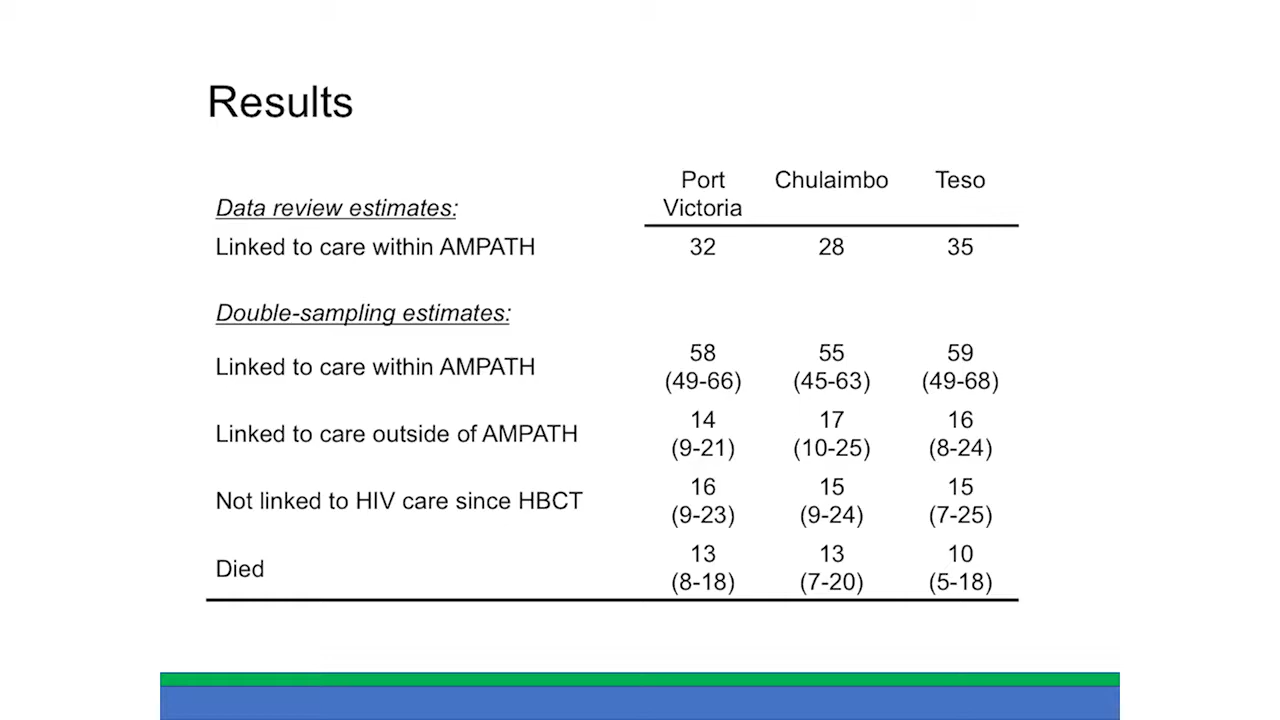 Results
Port Victoria Chulaimbo Teso
Data review estimates:
Linked to care within AMPATH 32 28 35
Double-sampling estimates:
Linked to care within AMPATH 58 (49-66) 55 (45-63) 59 (49-68)
Linked to care outside of AMPATH 14 (9-21) 17 (10-25) 16 (8-24)
Not linked to HIV care since HBCT 16 (9-23) 15 (9-24) 15 (7-25)
Died 13 (8-18) 13 (7-20) 10 (5-18)